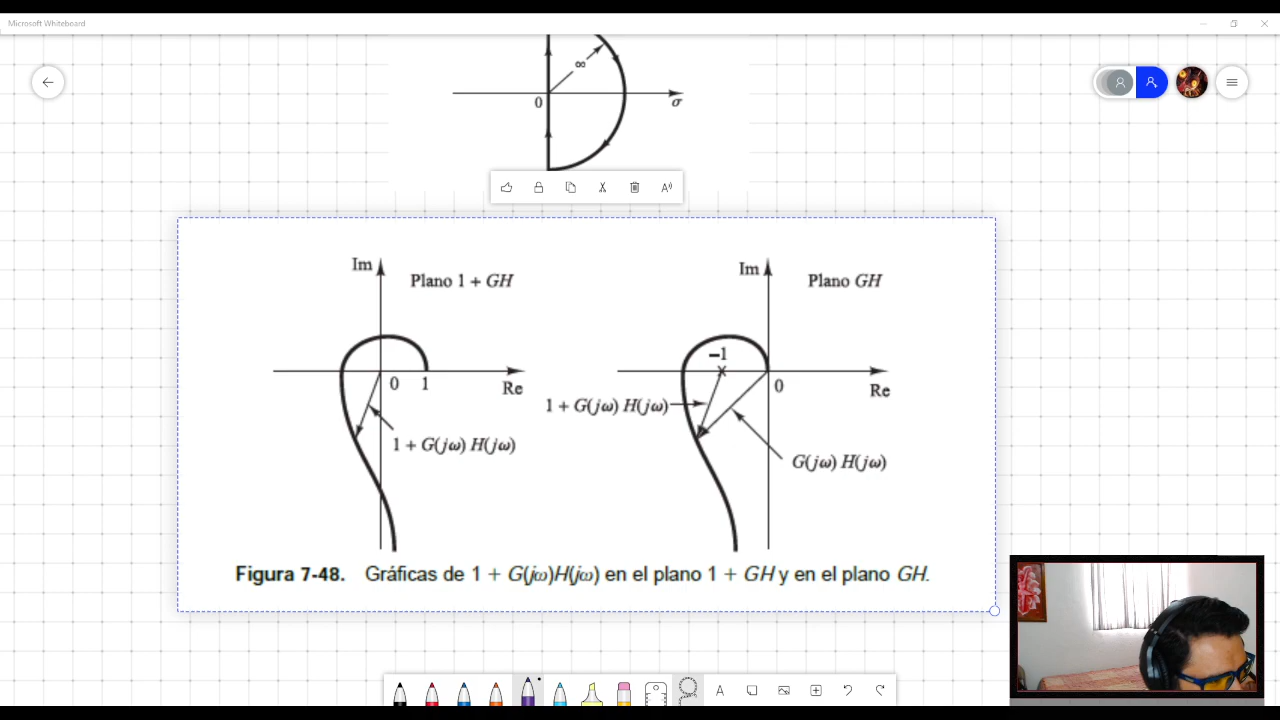 Microsoft Whiteboard
∞
0
σ
Im
Plano 1 + GH
0
1
Re
1 + G(jω) H(jω)
Im
Plano GH
−1
0
Re
1 + G(jω) H(jω)
G(jω) H(jω)
Figura 7-48. Gráficas de 1 + G(jω)H(jω) en el plano 1 + GH y en el plano GH.
A
A